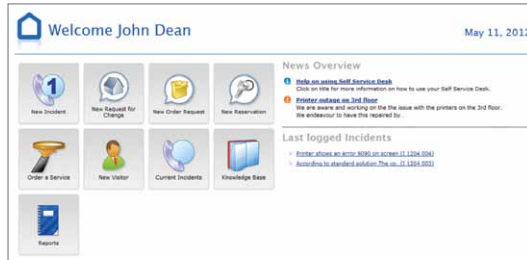 Welcome John Dean
May 11, 2012
New Incident
New Request for
Change
New Order Request
New Reservation
Order a Service
New Visitor
Current Incidents
Knowledge Base
Reports
News Overview
Help on using Self Service Desk
Click on title for more information on how to use your Self Service Desk.
Printer outage on 3rd floor
We are aware and working on the the issue with the printers on the 3rd floor.
We endeavour to have this repaired by..
Last logged Incidents
Printer shows an error 9090 on screen (I 1204 004)
According to standard solution The co.. (I 1204 003)